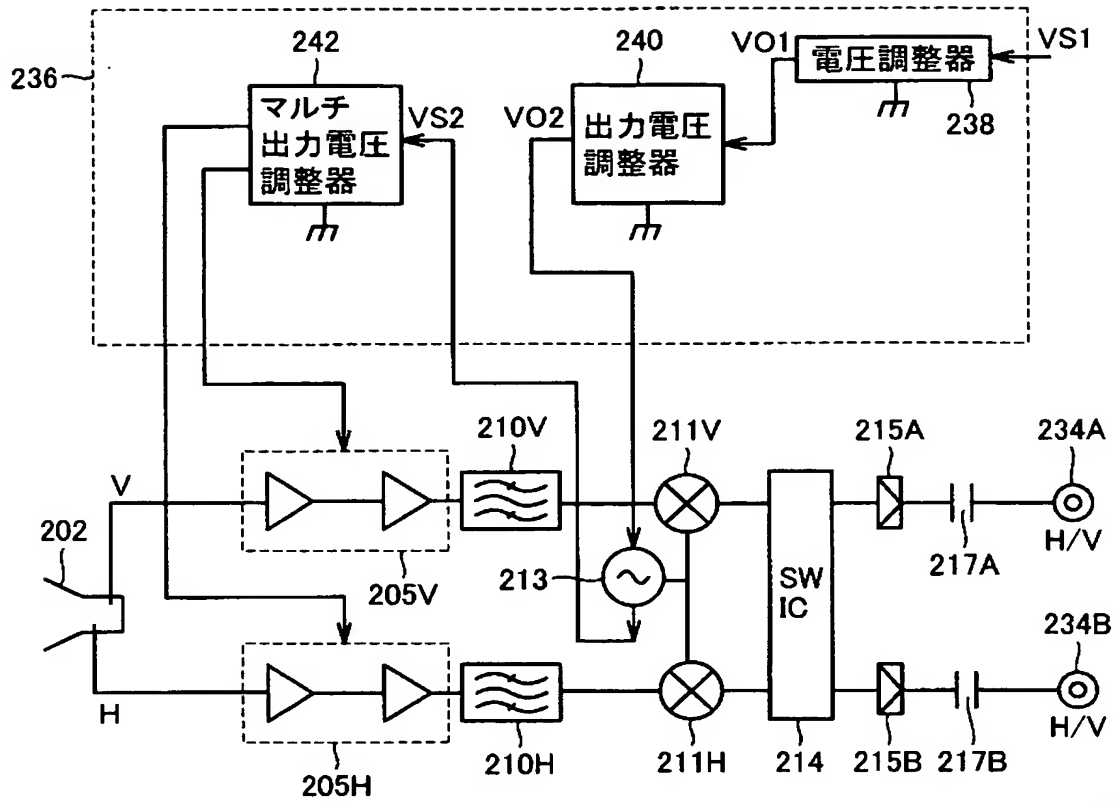 242
240
VO1
電圧調整器
VS1
236
マルチ
出力電圧
調整器
VS2
VO2
出力電圧
調整器
238
210V
211V
215A
234A
V
202
213
205V
SW
IC
217A
H/V
234B
H
205H
210H
211H
214
215B
217B
H/V